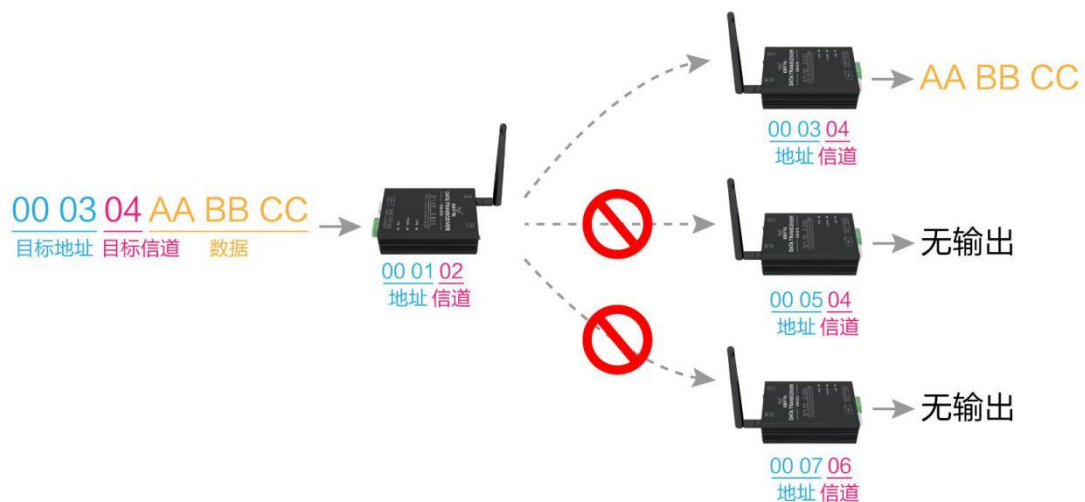 AA BB CC
00 03 04
地址 信道
00 03 04 AA BB CC
目标地址 目标信道 数据
00 01 02
地址 信道
无输出
00 05 04
地址 信道
无输出
00 07 06
地址 信道